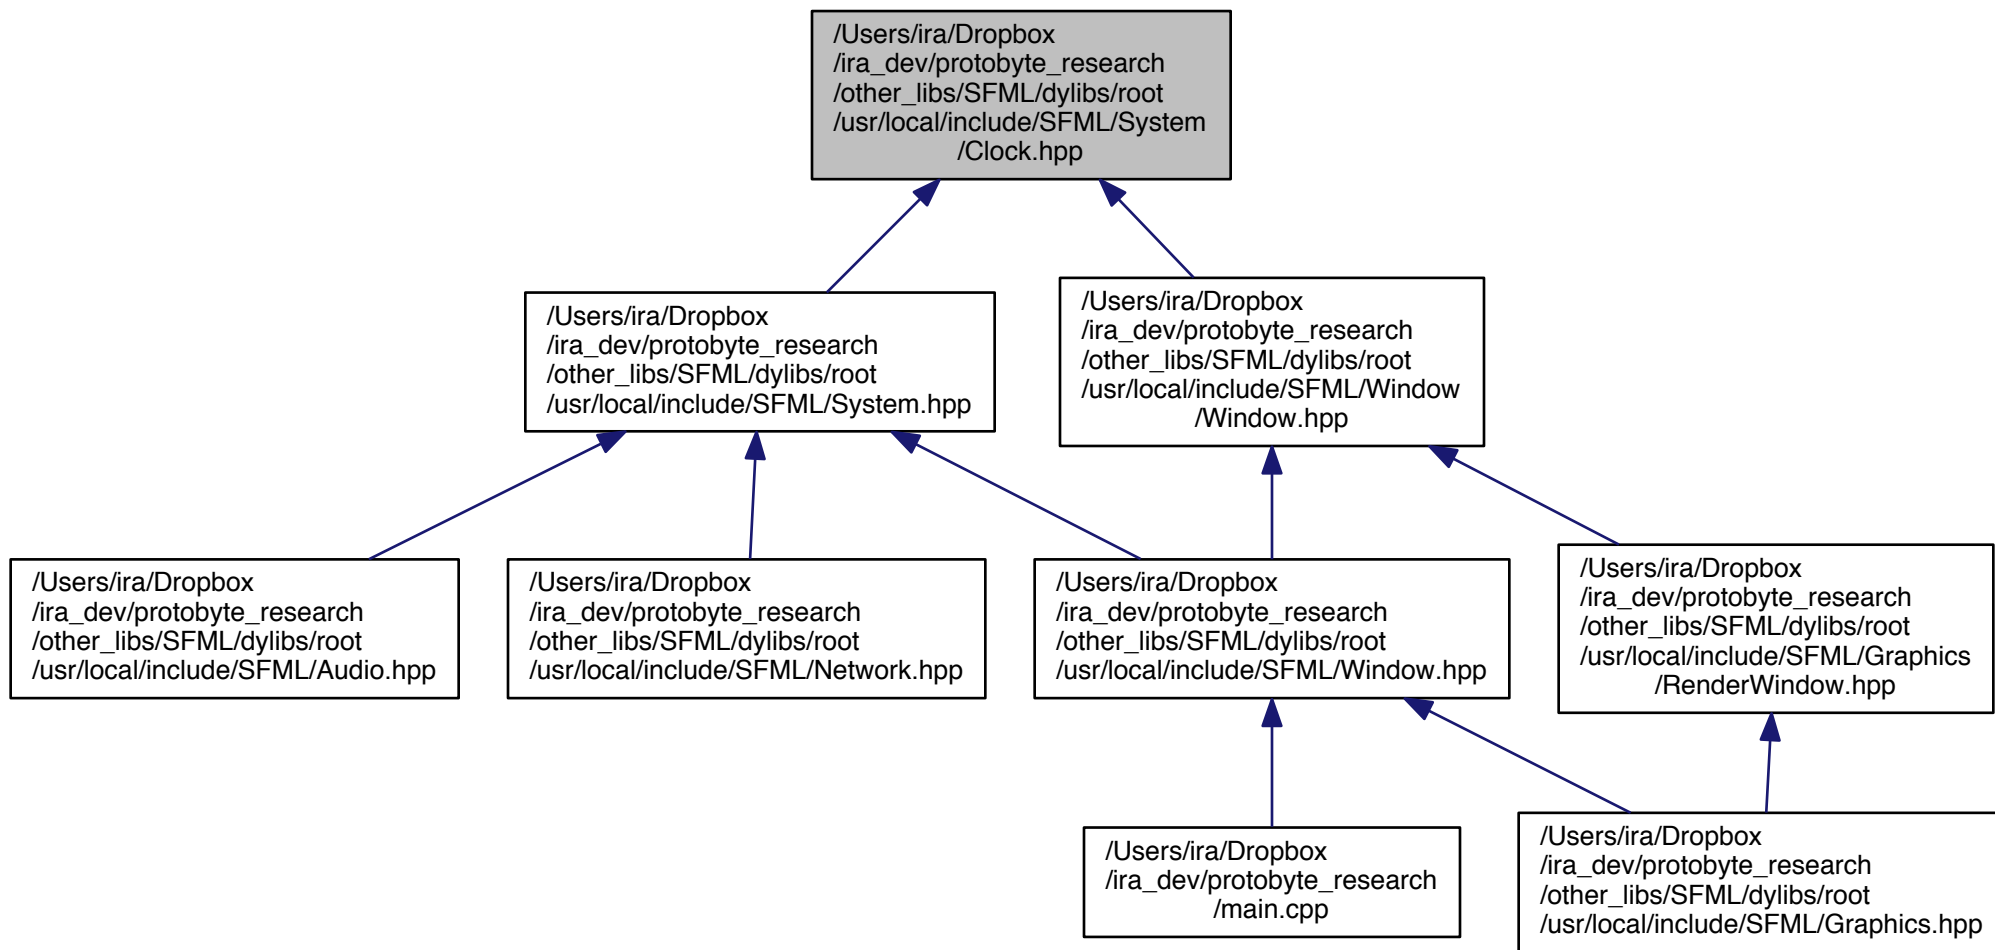 /Users/ira/Dropbox
/ira_dev/protobyte_research
/other_libs/SFML/dylibs/root
/usr/local/include/SFML/System
/Clock.hpp
/Users/ira/Dropbox
/ira_dev/protobyte_research
/other_libs/SFML/dylibs/root
/usr/local/include/SFML/System.hpp
/Users/ira/Dropbox
/ira_dev/protobyte_research
/other_libs/SFML/dylibs/root
/usr/local/include/SFML/Window
/Window.hpp
/Users/ira/Dropbox
/ira_dev/protobyte_research
/other_libs/SFML/dylibs/root
/usr/local/include/SFML/Audio.hpp
/Users/ira/Dropbox
/ira_dev/protobyte_research
/other_libs/SFML/dylibs/root
/usr/local/include/SFML/Network.hpp
/Users/ira/Dropbox
/ira_dev/protobyte_research
/other_libs/SFML/dylibs/root
/usr/local/include/SFML/Window.hpp
/Users/ira/Dropbox
/ira_dev/protobyte_research
/other_libs/SFML/dylibs/root
/usr/local/include/SFML/Graphics
/RenderWindow.hpp
/Users/ira/Dropbox
/ira_dev/protobyte_research
/main.cpp
/Users/ira/Dropbox
/ira_dev/protobyte_research
/other_libs/SFML/dylibs/root
/usr/local/include/SFML/Graphics.hpp